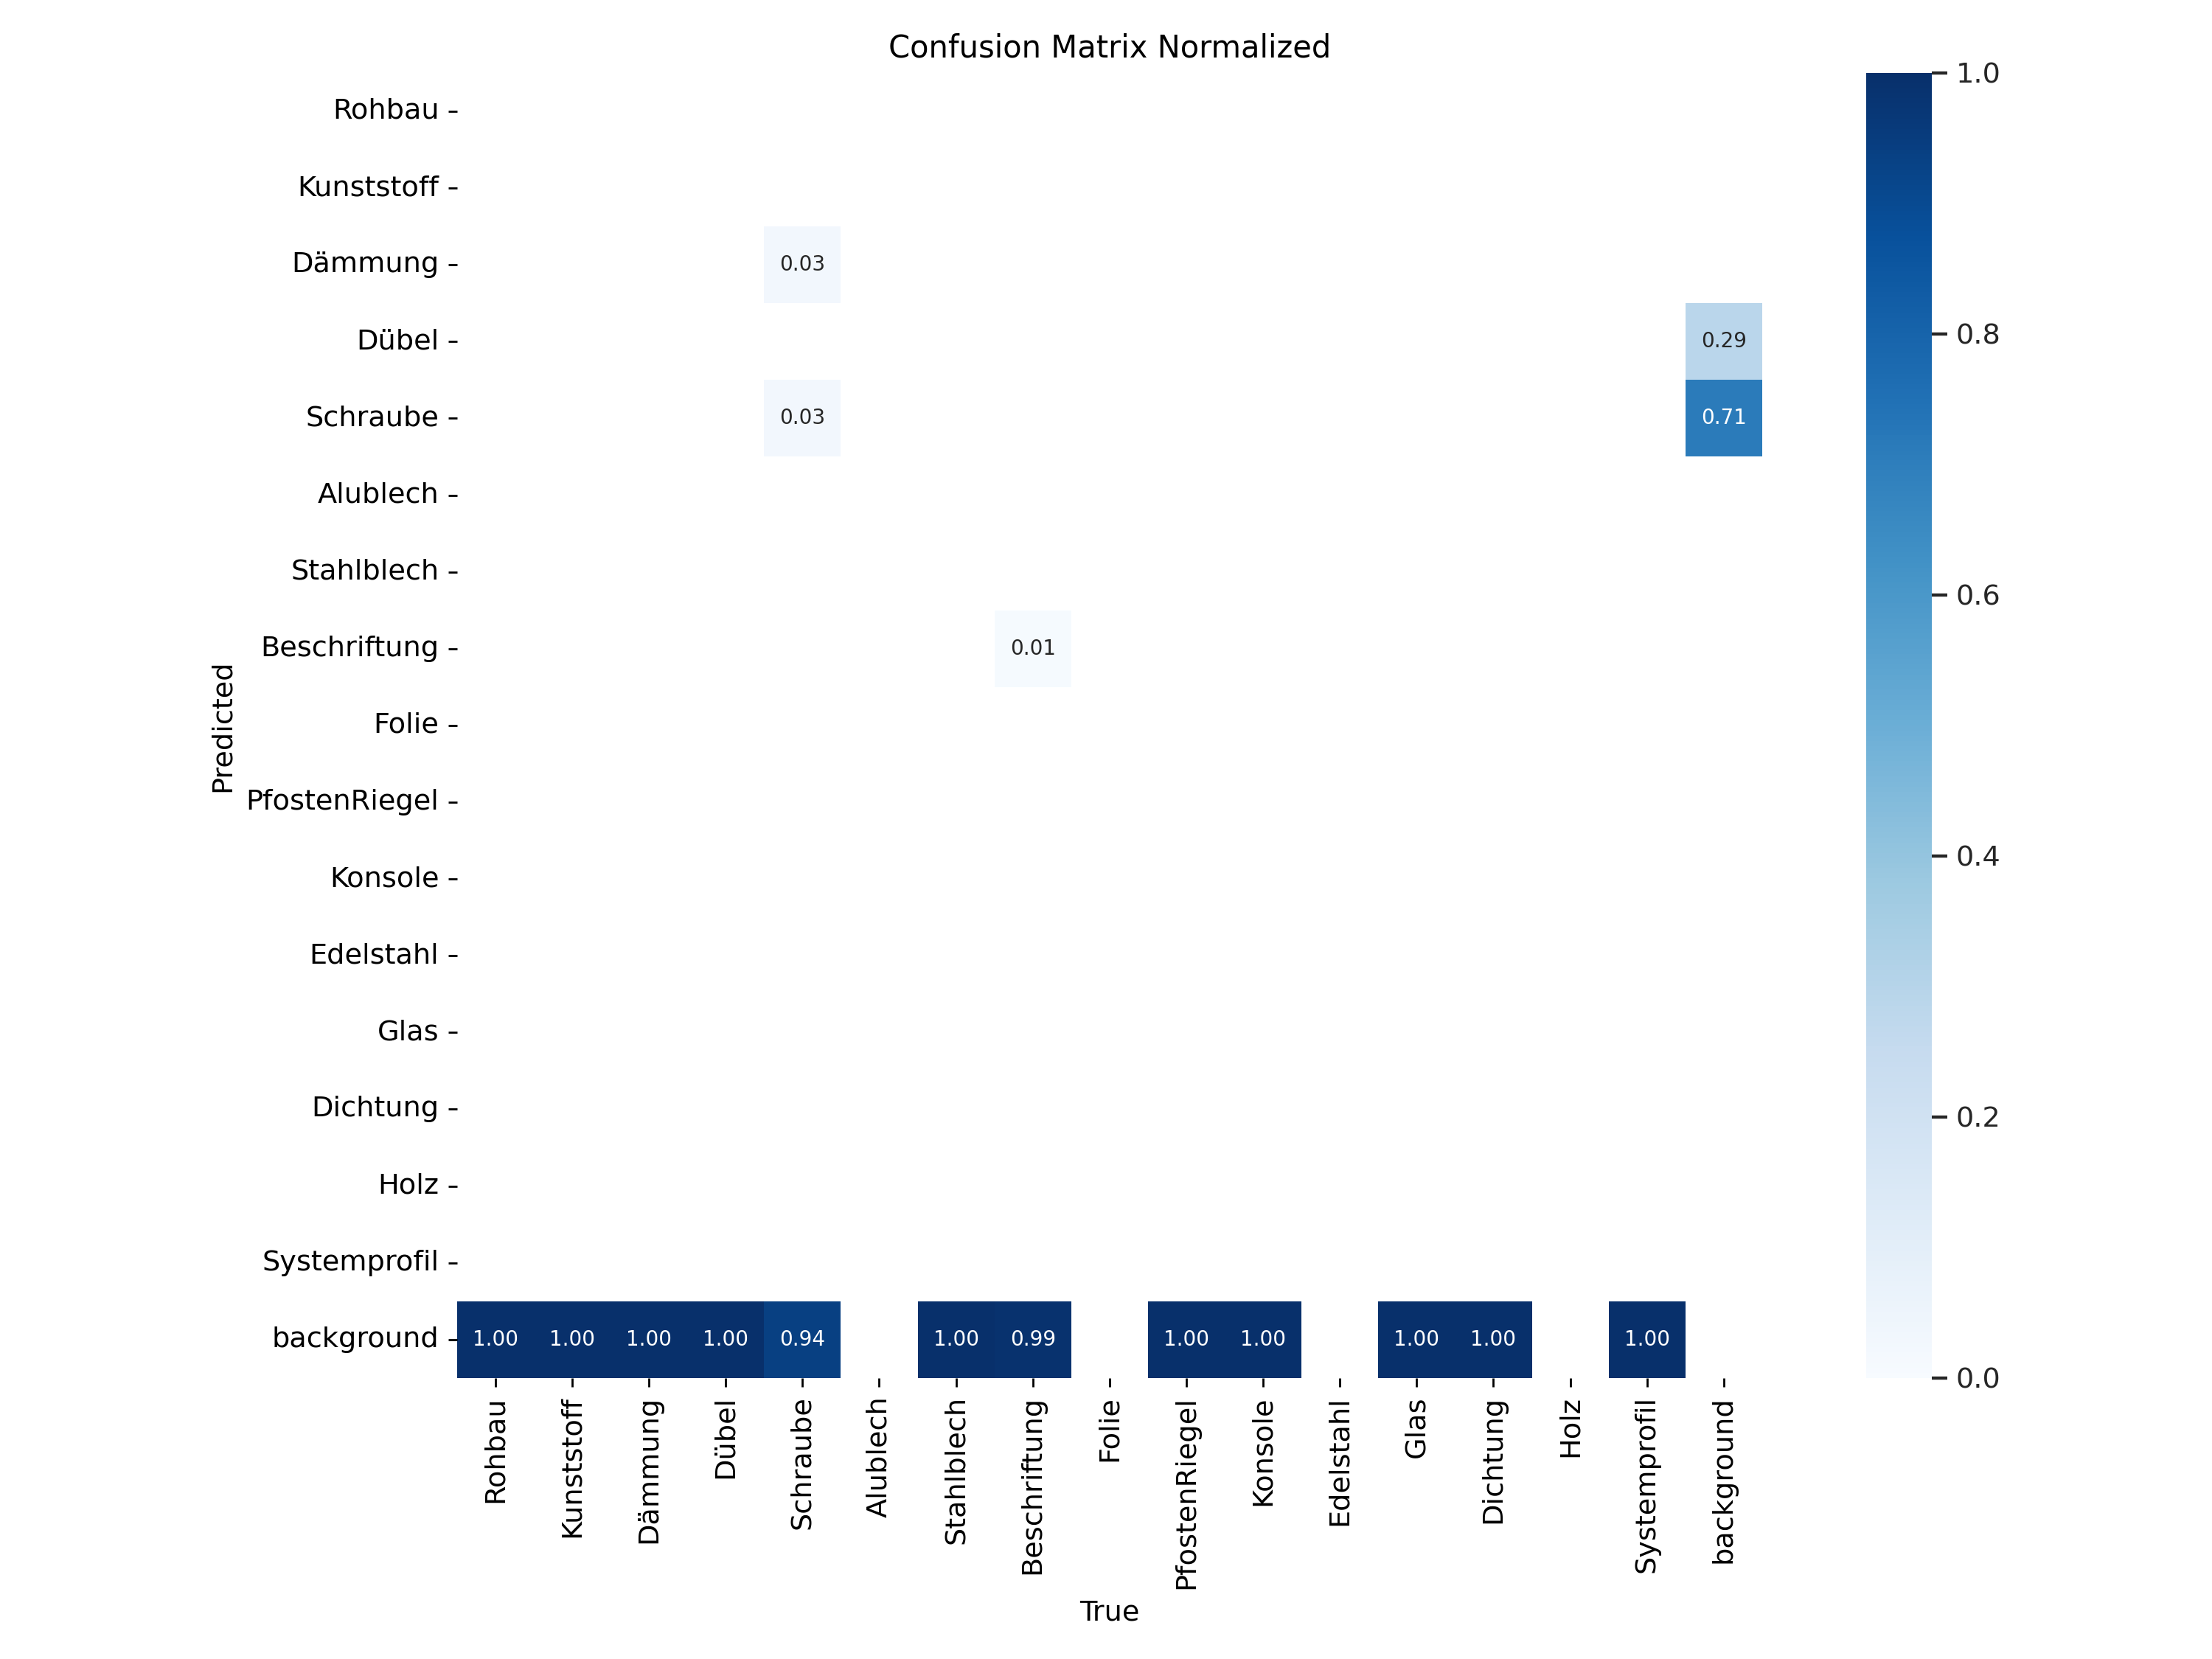 Confusion Matrix Normalized
Rohbau
Kunststoff
Dämmung
0.03
Dübel
0.29
Schraube
0.03
0.71
Alublech
Stahlblech
Beschriftung
0.01
Folie
PfostenRiegel
Konsole
Edelstahl
Glas
Dichtung
Holz
Systemprofil
background
1.00 1.00 1.00 1.00 0.94 1.00 0.99 1.00 1.00 1.00 1.00 1.00
Predicted
Rohbau
Kunststoff
Dämmung
Dübel
Schraube
Alublech
Stahlblech
Beschriftung
Folie
PfostenRiegel
Konsole
Edelstahl
Glas
Dichtung
Holz
Systemprofil
background
True
1.0
0.8
0.6
0.4
0.2
0.0